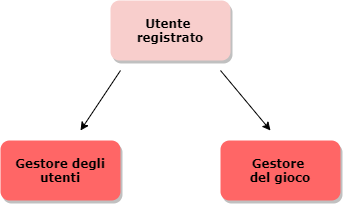 Utente
registrato
Gestore degli
utenti
Gestore
del gioco